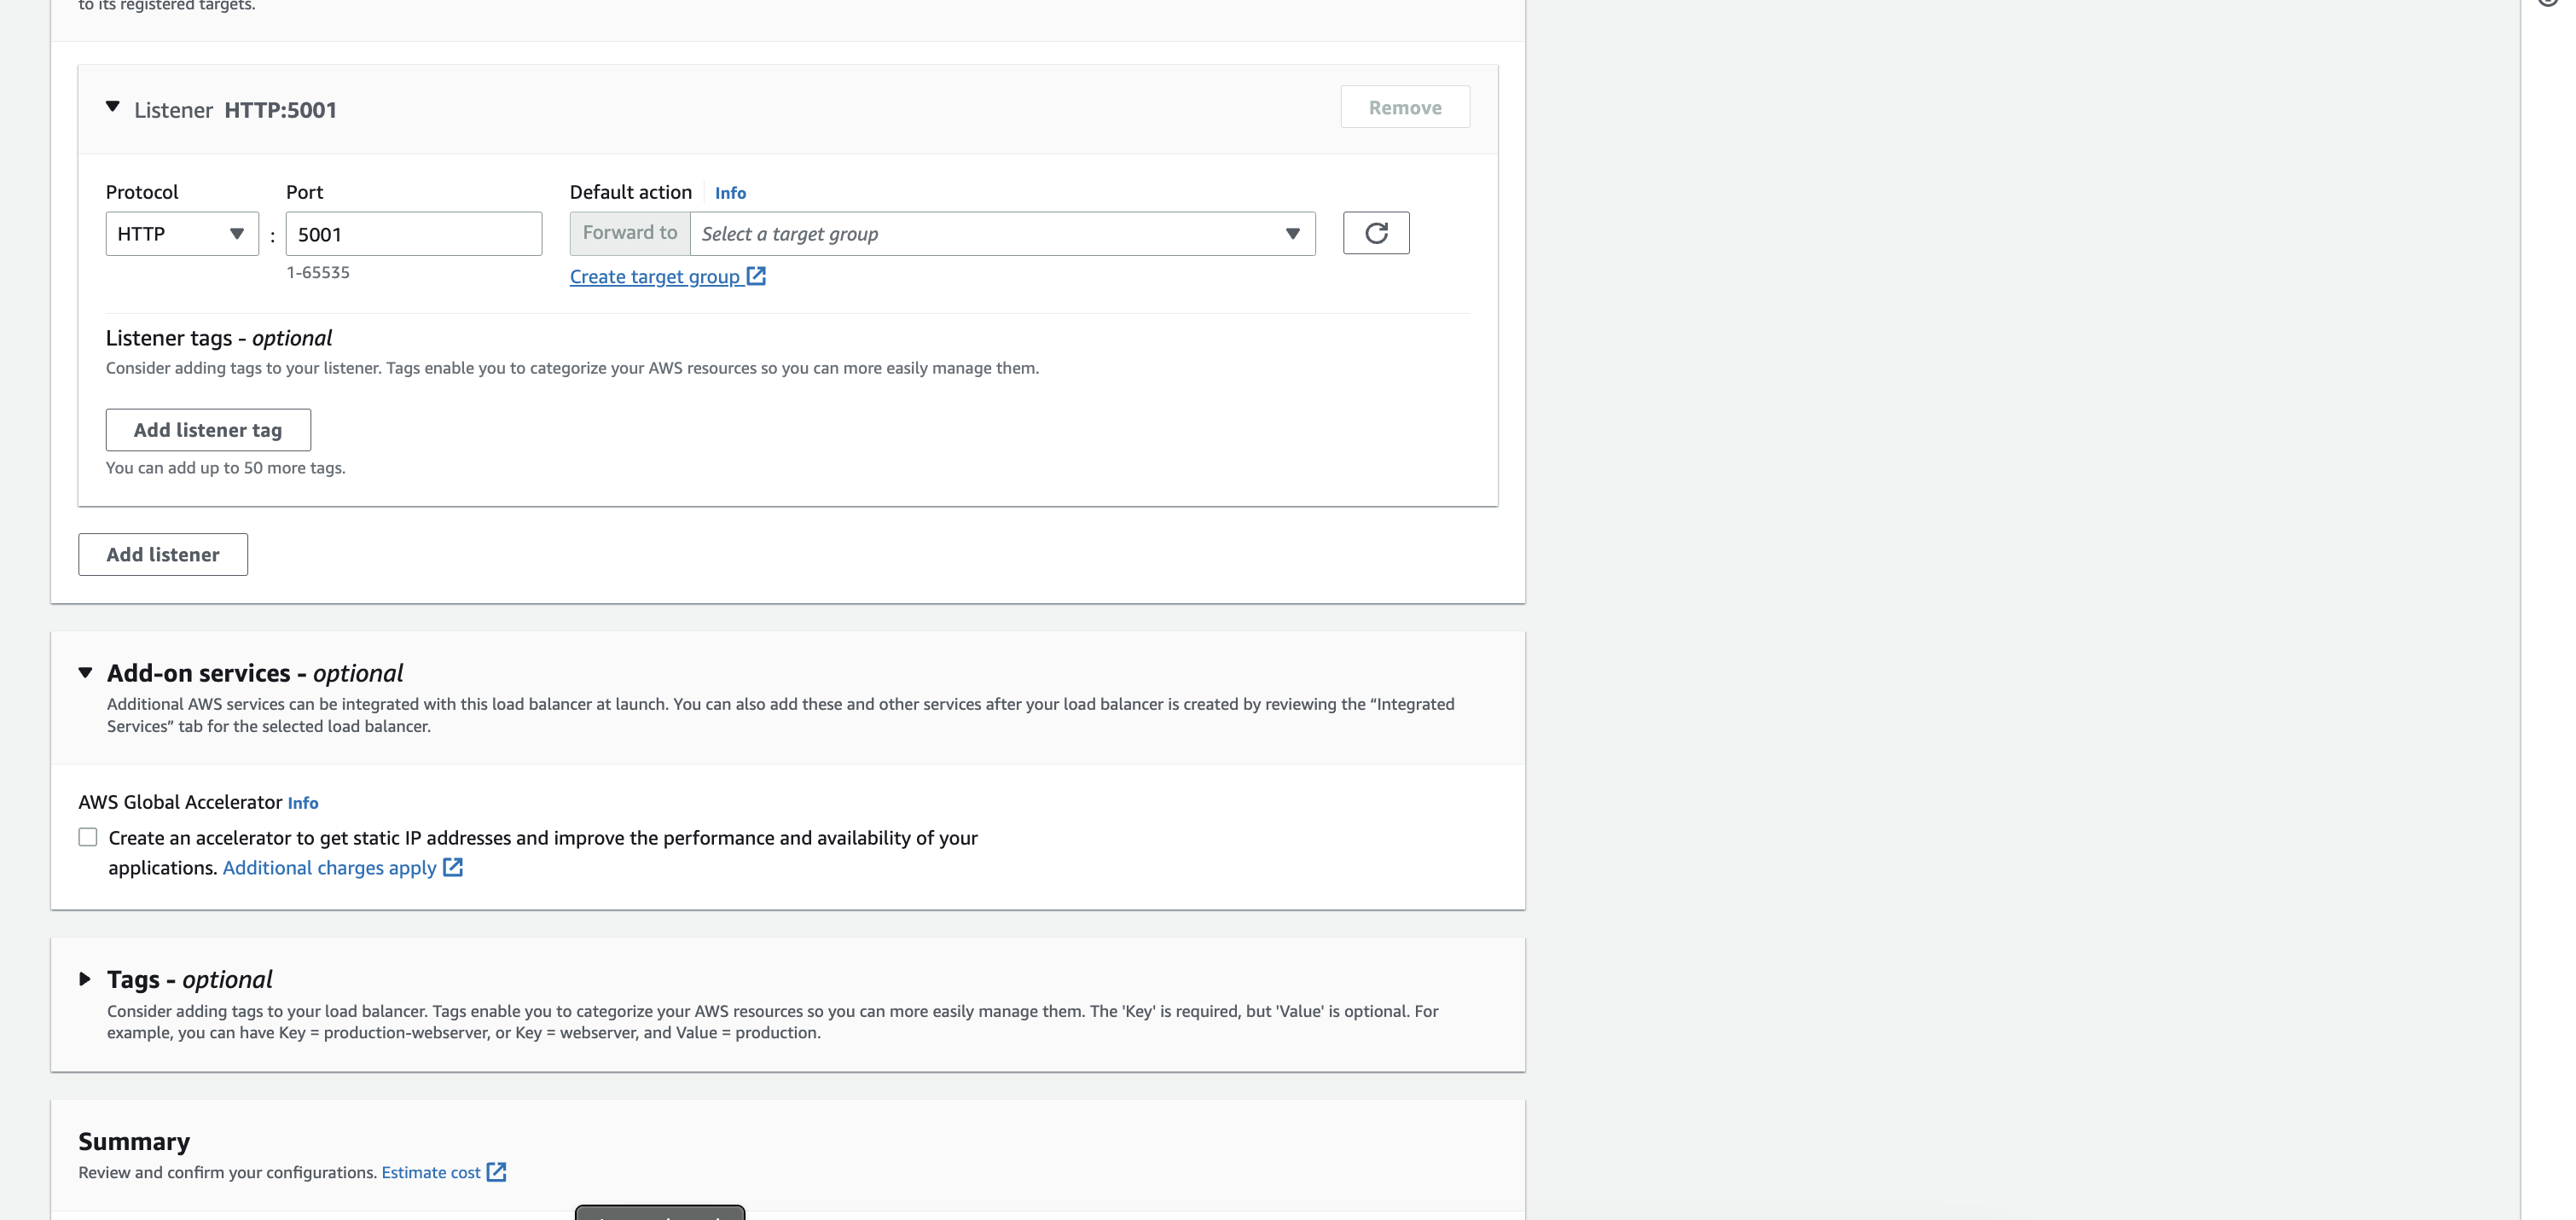 to its registered targets.
Listener HTTP:5001
Remove
Protocol
Port
Default action
Info
HTTP
:
5001
Forward to
Select a target group
1-65535
Create target group
Listener tags - optional
Consider adding tags to your listener. Tags enable you to categorize your AWS resources so you can more easily manage them.
Add listener tag
You can add up to 50 more tags.
Add listener
Add-on services - optional
Additional AWS services can be integrated with this load balancer at launch. You can also add these and other services after your load balancer is created by reviewing the “Integrated
Services” tab for the selected load balancer.
AWS Global Accelerator Info
Create an accelerator to get static IP addresses and improve the performance and availability of your
applications. Additional charges apply
Tags - optional
Consider adding tags to your load balancer. Tags enable you to categorize your AWS resources so you can more easily manage them. The 'Key' is required, but 'Value' is optional. For
example, you can have Key = production-webserver, or Key = webserver, and Value = production.
Summary
Review and confirm your configurations. Estimate cost